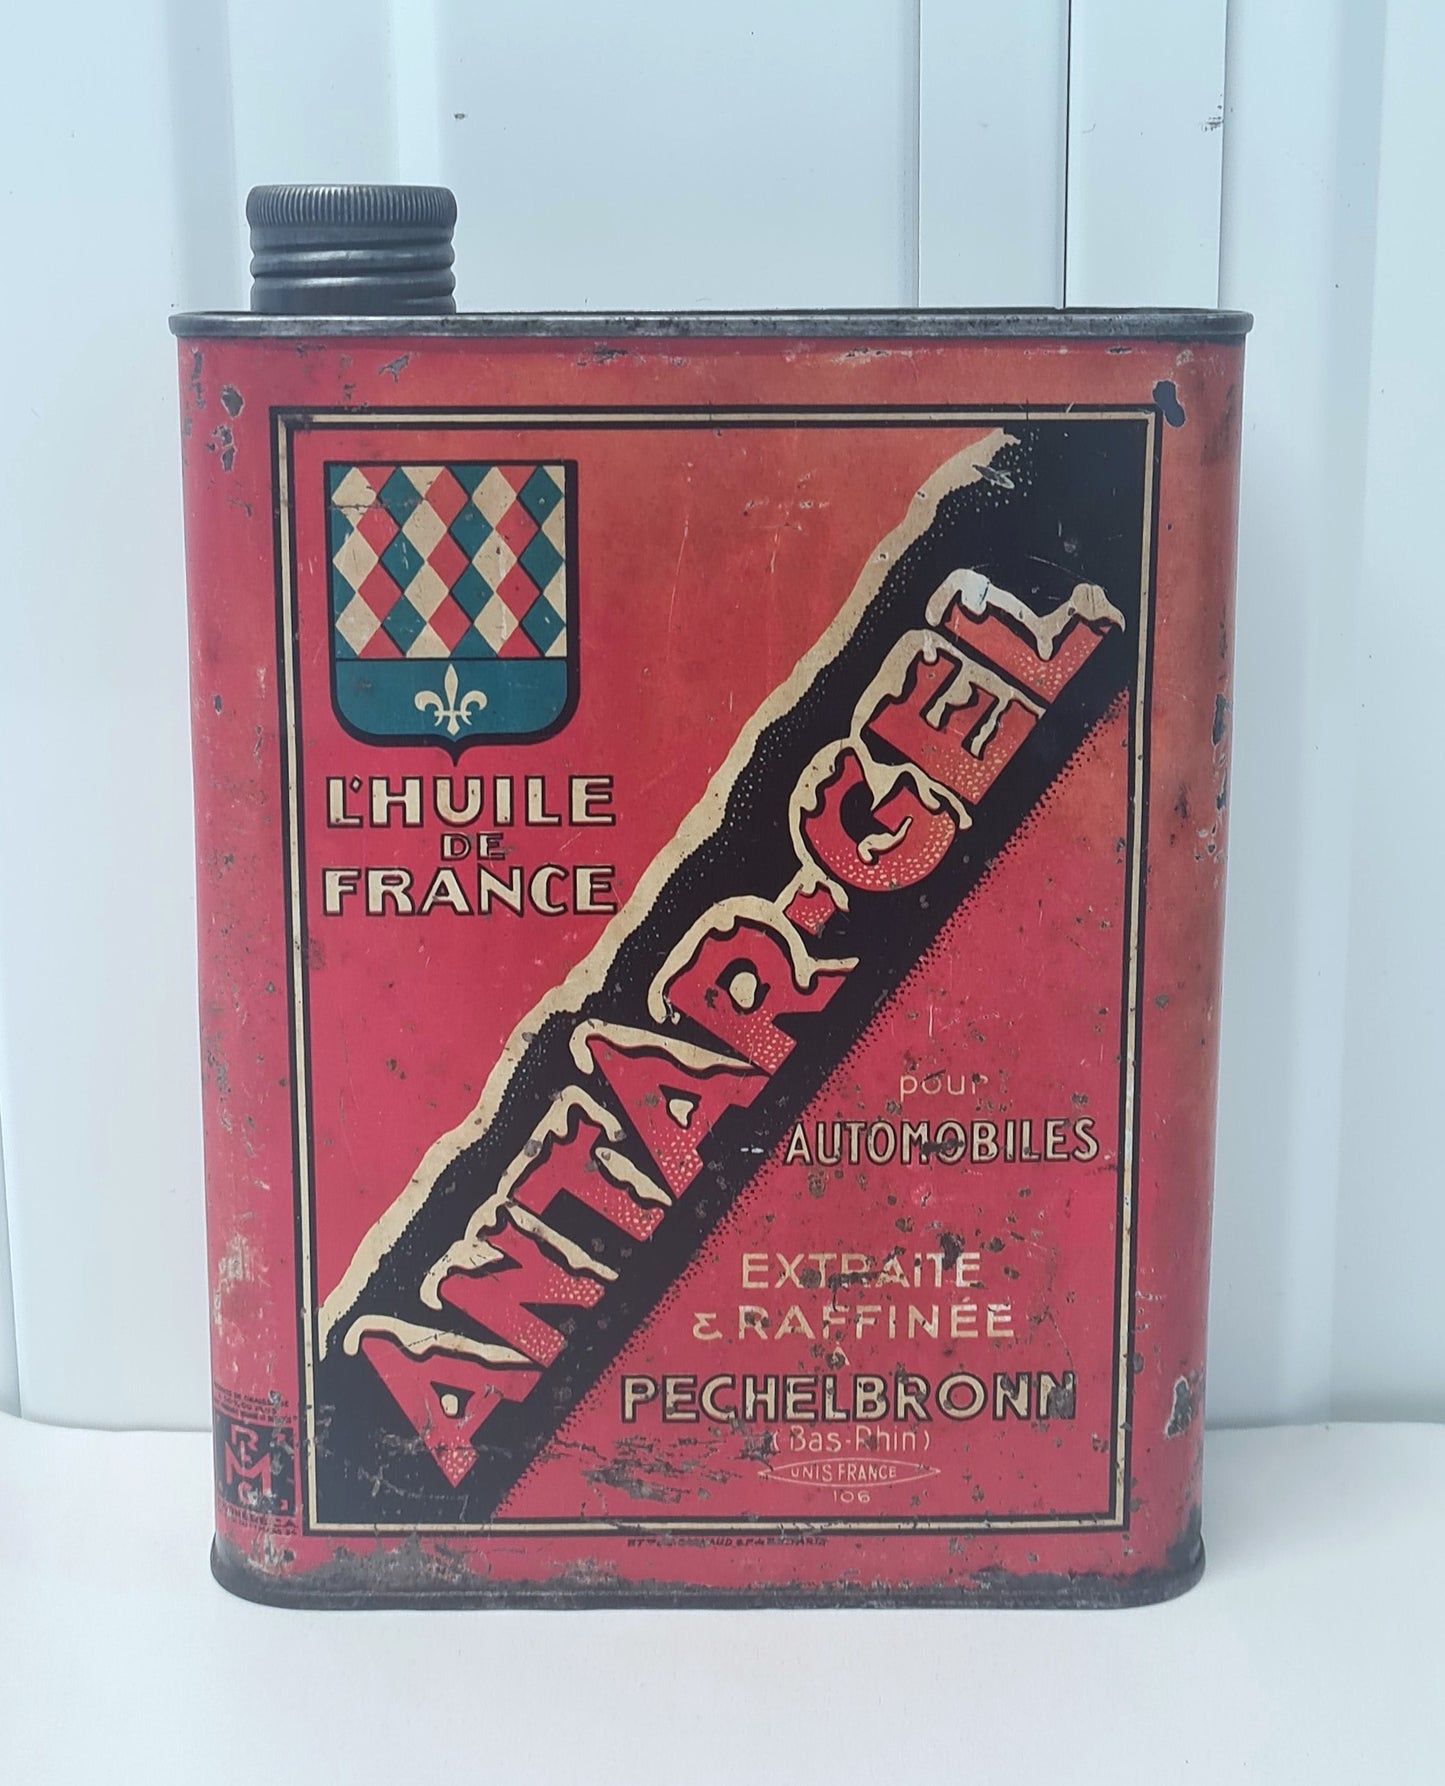 L'HUILE
DE
FRANCE
ANTAR-GEL
pour
AUTOMOBILES
EXTRAITE
& RAFFINÉE
À
PECHELBRONN
(Bas-Rhin)
UNIS FRANCE
106